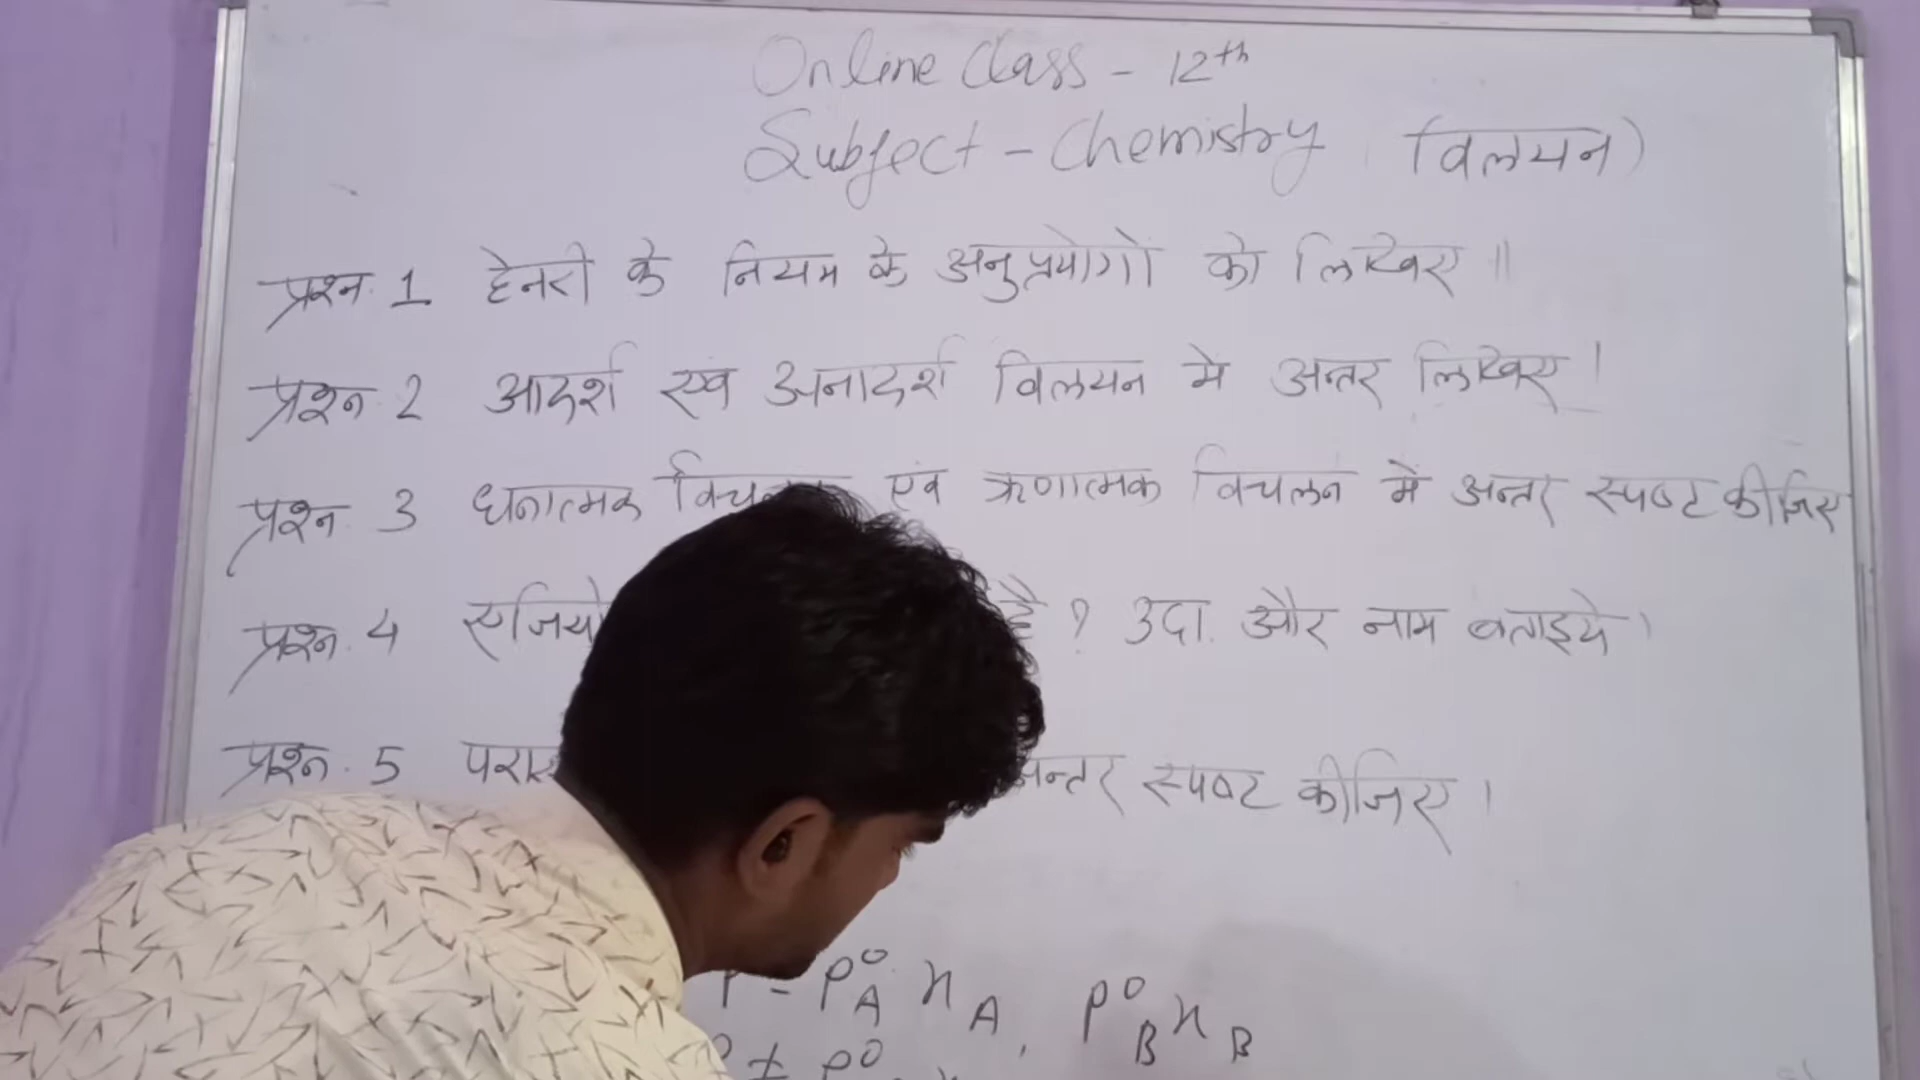 Online Class - 12th
Subject - Chemistry विलयन)
प्रश्न. 1 हेनरी के नियम के अनुप्रयोगों को लिखिए ॥
प्रश्न 2 आदर्श एवं अनादर्श विलयन में अन्तर लिखिए।
प्रश्न 3 धनात्मक एवं ऋणात्मक विचलन में अन्तर स्पष्ट कीजिए
प्रश्न. 4 है ? उदा. और नाम बताइये।
प्रश्न. 5 अन्तर स्पष्ट कीजिए।
P = P°A xA, P°B xB
≠ P°